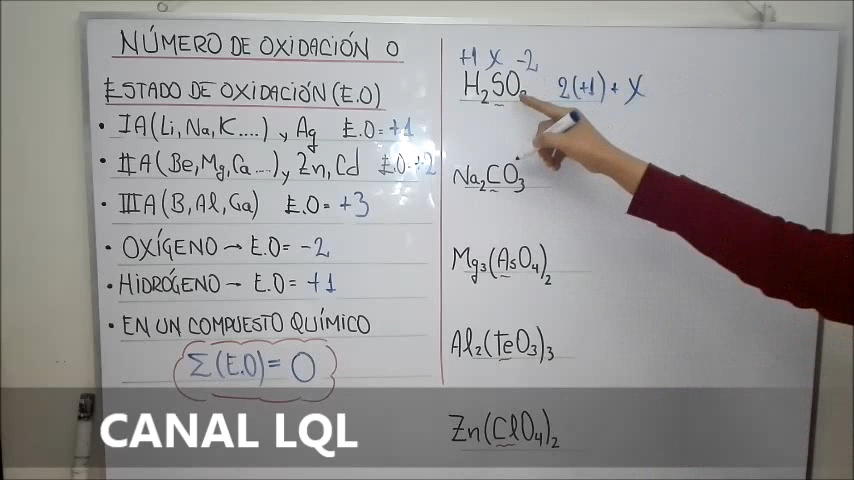 NÚMERO DE OXIDACIÓN O
ESTADO DE OXIDACIÓN (E.O)
• IA (Li, Na, K....) y Ag E.O = +1
• IIA (Be, Mg, Ca....) y Zn, Cd E.O = +2
• IIIA (B, Al, Ga) E.O = +3
• OXÍGENO → E.O = -2
• HIDRÓGENO → E.O = +1
• EN UN COMPUESTO QUÍMICO
Σ (E.O) = O
+1 X -2
H2SO 2(+1) + X
Na2CO3
Mg3(AsO4)2
Al2(teO3)3
Zn(ClO4)2
CANAL LQL